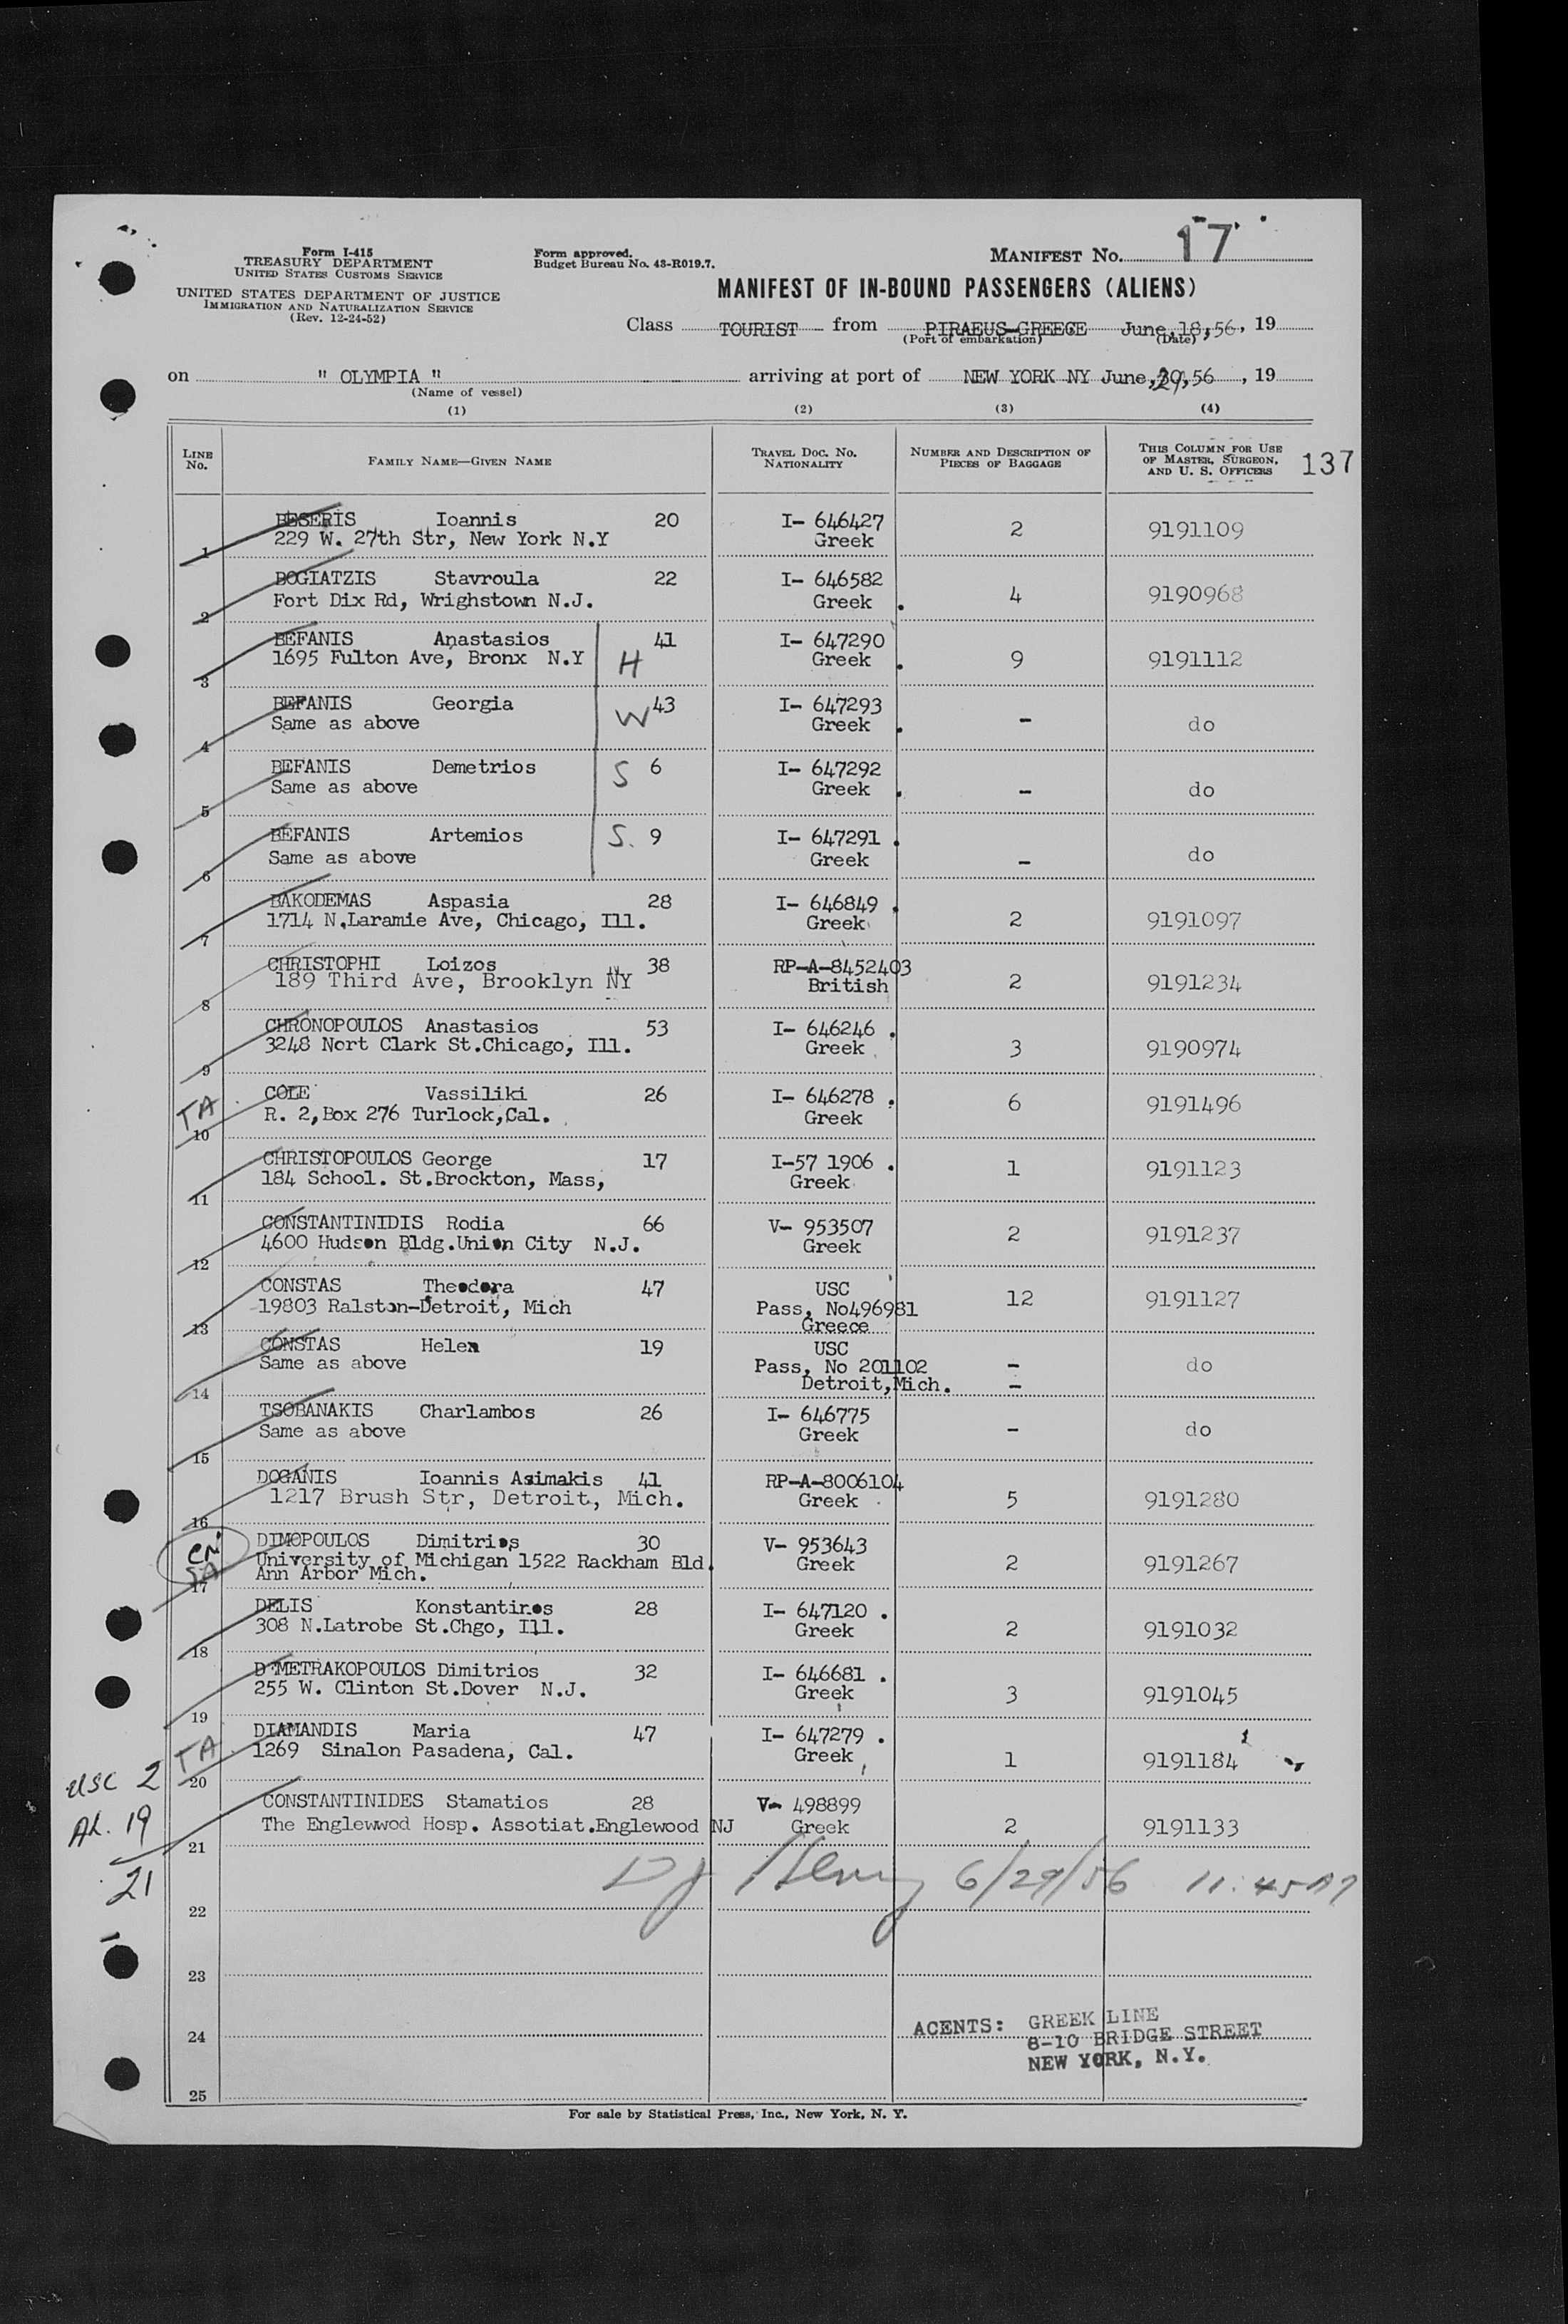 Form I-415
TREASURY DEPARTMENT
UNITED STATES CUSTOMS SERVICE
UNITED STATES DEPARTMENT OF JUSTICE
IMMIGRATION AND NATURALIZATION SERVICE
(Rev. 12-24-52)
Form approved.
Budget Bureau No. 43-R019.7.
MANIFEST No. 17
MANIFEST OF IN-BOUND PASSENGERS (ALIENS)
Class TOURIST from PIRAEUS-GREECE June,18,56, 19
(Port of embarkation) (Date)
on " OLYMPIA " arriving at port of NEW YORK NY June,29,56, 19
(Name of vessel)
(1) (2) (3) (4)
LINE No. FAMILY NAME—GIVEN NAME TRAVEL DOC. No. NATIONALITY NUMBER AND DESCRIPTION OF PIECES OF BAGGAGE THIS COLUMN FOR USE OF MASTER, SURGEON, AND U. S. OFFICERS 137
BESERIS Ioannis 20 I- 646427 2 9191109
1 229 W. 27th Str, New York N.Y Greek
BOGIATZIS Stavroula 22 I- 646582 4 9190968
2 Fort Dix Rd, Wrighstown N.J. Greek
BEFANIS Anastasios H 41 I- 647290 9 9191112
3 1695 Fulton Ave, Bronx N.Y Greek
BEFANIS Georgia W 43 I- 647293 - do
4 Same as above Greek
BEFANIS Demetrios S 6 I- 647292 - do
5 Same as above Greek
BEFANIS Artemios S. 9 I- 647291 - do
6 Same as above Greek
BAKODEMAS Aspasia 28 I- 646849 2 9191097
7 1714 N.Laramie Ave, Chicago, Ill. Greek
CHRISTOPHI Loizos 38 RP-A-8452403 2 9191234
8 189 Third Ave, Brooklyn NY British
CHRONOPOULOS Anastasios 53 I- 646246 3 9190974
9 3248 Nort Clark St.Chicago, Ill. Greek
TA COLE Vassiliki 26 I- 646278 6 9191496
10 R. 2,Box 276 Turlock,Cal. Greek
CHRISTOPOULOS George 17 I-57 1906 1 9191123
11 184 School. St.Brockton, Mass, Greek
CONSTANTINIDIS Rodia 66 V- 953507 2 9191237
12 4600 Hudson Bldg.Union City N.J. Greek
CONSTAS Theodora 47 USC 12 9191127
13 19803 Ralston-Detroit, Mich Pass, No496981
Greece
CONSTAS Helen 19 USC
14 Same as above Pass, No 201102 - do
Detroit,Mich. -
TSOBANAKIS Charlambos 26 I- 646775 - do
15 Same as above Greek
DOGANIS Ioannis Asimakis 41 RP-A-8006104 5 9191280
16 1217 Brush Str, Detroit, Mich. Greek
DIMOPOULOS Dimitrios 30 V- 953643 2 9191267
University of Michigan 1522 Rackham Bld. Greek
17 Ann Arbor Mich.
DELIS Konstantinos 28 I- 647120 2 9191032
18 308 N.Latrobe St.Chgo, Ill. Greek
DIMETRAKOPOULOS Dimitrios 32 I- 646681 3 9191045
19 255 W. Clinton St.Dover N.J. Greek
TA DIAMANDIS Maria 47 I- 647279 1 9191184
20 1269 Sinalon Pasadena, Cal. Greek
USC 2
CONSTANTINIDES Stamatios 28 V- 498899 2 9191133
Al. 19
21 The Englewwod Hosp. Assotiat.Englewood NJ Greek
21
6/29/56 11:45
22
23
24
ACENTS: GREEK LINE
8-10 BRIDGE STREET
NEW YORK, N.Y.
25
For sale by Statistical Press, Inc., New York, N. Y.